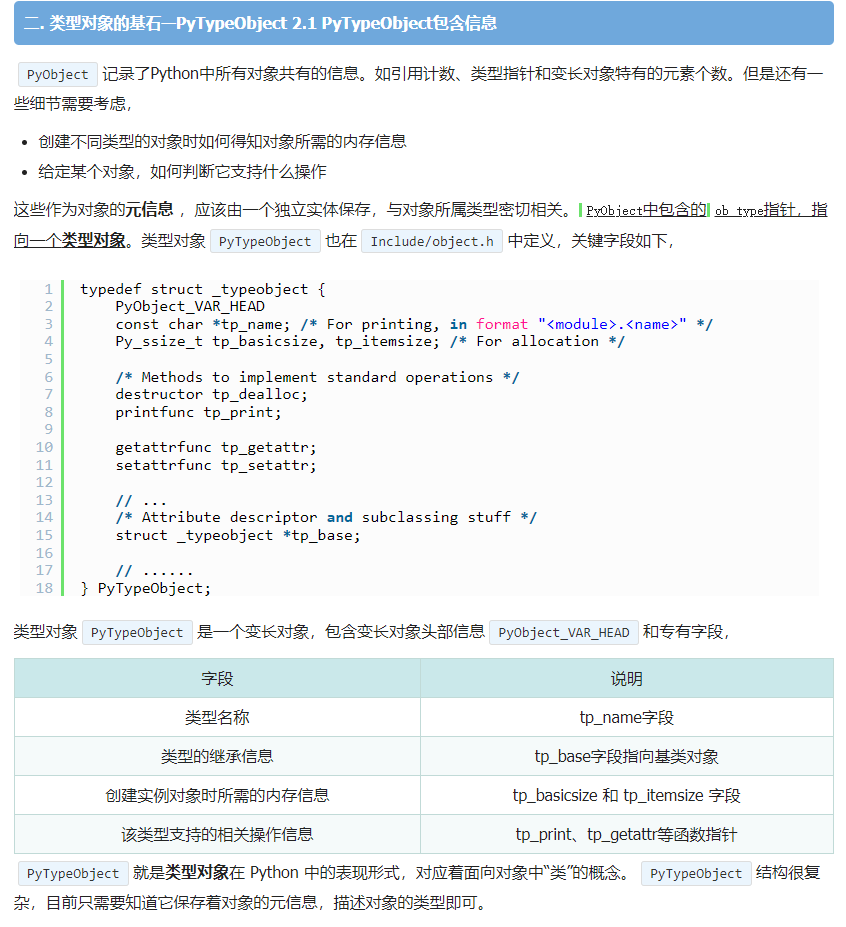 二. 类型对象的基石—PyTypeObject 2.1 PyTypeObject包含信息
PyObject 记录了Python中所有对象共有的信息。如引用计数、类型指针和变长对象特有的元素个数。但是还有一
些细节需要考虑，
• 创建不同类型的对象时如何得知对象所需的内存信息
• 给定某个对象，如何判断它支持什么操作
这些作为对象的元信息 ，应该由一个独立实体保存，与对象所属类型密切相关。 PyObject中包含的 ob_type指针，指
向一个类型对象。类型对象 PyTypeObject 也在 Include/object.h 中定义，关键字段如下，
1 typedef struct _typeobject {
2     PyObject_VAR_HEAD
3     const char *tp_name; /* For printing, in format "<module>.<name>" */
4     Py_ssize_t tp_basicsize, tp_itemsize; /* For allocation */
5
6     /* Methods to implement standard operations */
7     destructor tp_dealloc;
8     printfunc tp_print;
9
10     getattrfunc tp_getattr;
11     setattrfunc tp_setattr;
12
13     // ...
14     /* Attribute descriptor and subclassing stuff */
15     struct _typeobject *tp_base;
16
17     // ......
18 } PyTypeObject;
类型对象 PyTypeObject 是一个变长对象，包含变长对象头部信息 PyObject_VAR_HEAD 和专有字段，
字段 说明
类型名称 tp_name字段
类型的继承信息 tp_base字段指向基类对象
创建实例对象时所需的内存信息 tp_basicsize 和 tp_itemsize 字段
该类型支持的相关操作信息 tp_print、tp_getattr等函数指针
PyTypeObject 就是类型对象在 Python 中的表现形式，对应着面向对象中“类”的概念。 PyTypeObject 结构很复
杂，目前只需要知道它保存着对象的元信息，描述对象的类型即可。